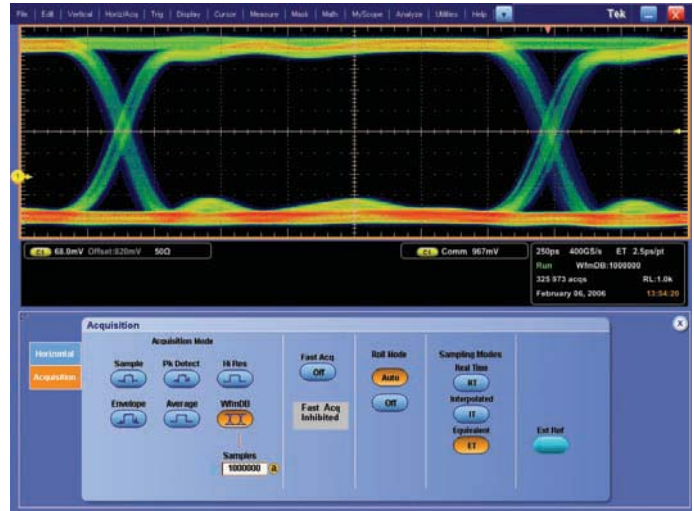 File Edit Vertical Horiz/Acq Trig Display Cursor Measure Mask Math MyScope Analyze Utilities Help Tek X
1
C1 68.0mV Offset:820mV 50Ω
C1 Comm 967mV
250ps 400GS/s ET 2.5ps/pt
Run WfmDB:1000000
325 973 acqs RL:1.0k
February 06, 2006 13:54:20
Acquisition X
Horizontal
Acquisition
Acquisition Mode
Sample Pk Detect Hi Res
Envelope Average WfmDB
Samples
1000000 a
Fast Acq
Off
Fast Acq
Inhibited
Roll Mode
Auto
Off
Sampling Modes
Real Time
RT
Interpolated
IT
Equivalent
ET
Ext Ref